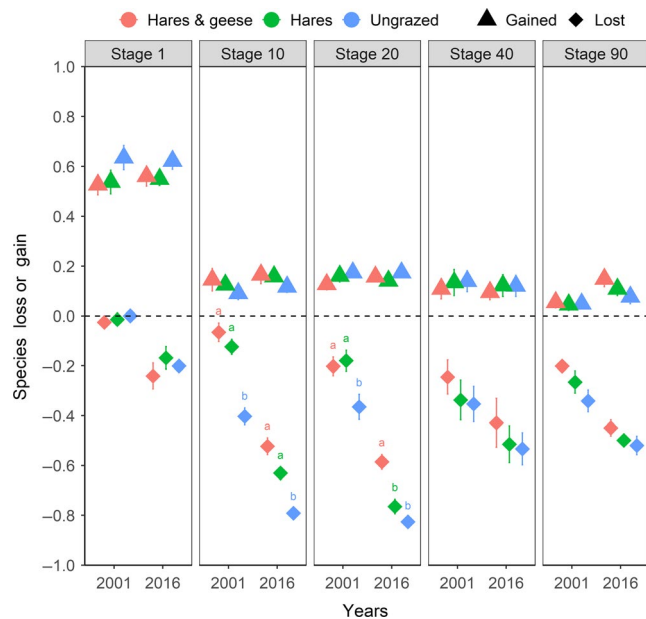 Hares & geese Hares Ungrazed Gained Lost
Stage 1 Stage 10 Stage 20 Stage 40 Stage 90
1.0
0.8
0.6
0.4
0.2
0.0
−0.2
−0.4
−0.6
−0.8
−1.0
Species loss or gain
a
a
b
a
a
b
a
a
b
a
b
b
2001 2016 2001 2016 2001 2016 2001 2016 2001 2016
Years